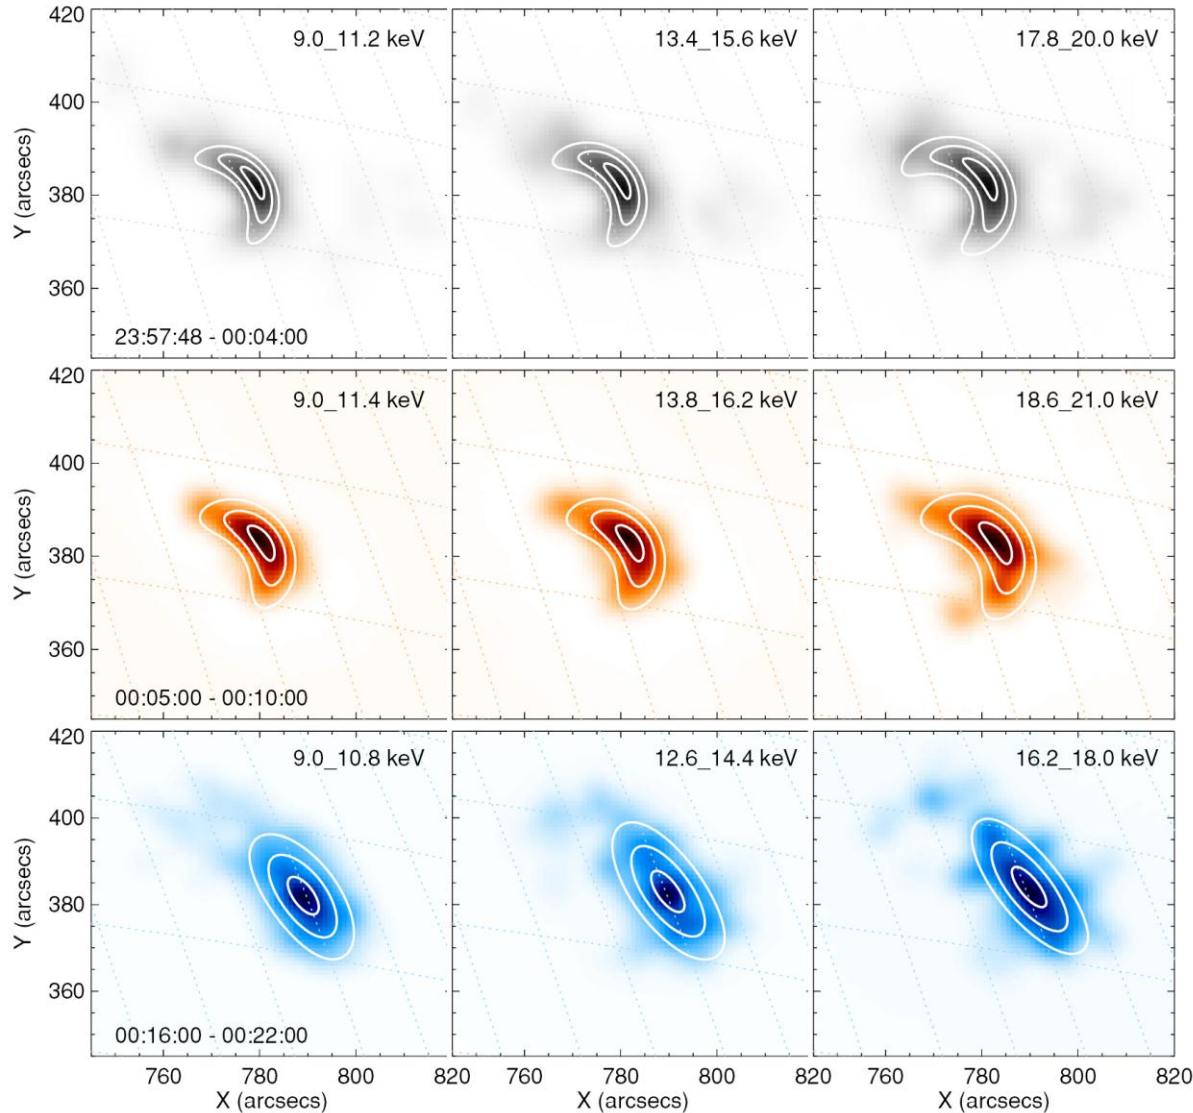 420
9.0_11.2 keV
13.4_15.6 keV
17.8_20.0 keV
400
Y (arcsecs)
380
360
23:57:48 - 00:04:00
420
9.0_11.4 keV
13.8_16.2 keV
18.6_21.0 keV
400
Y (arcsecs)
380
360
00:05:00 - 00:10:00
420
9.0_10.8 keV
12.6_14.4 keV
16.2_18.0 keV
400
Y (arcsecs)
380
360
00:16:00 - 00:22:00
760 780 800 820 760 780 800 820 760 780 800 820
X (arcsecs) X (arcsecs) X (arcsecs)